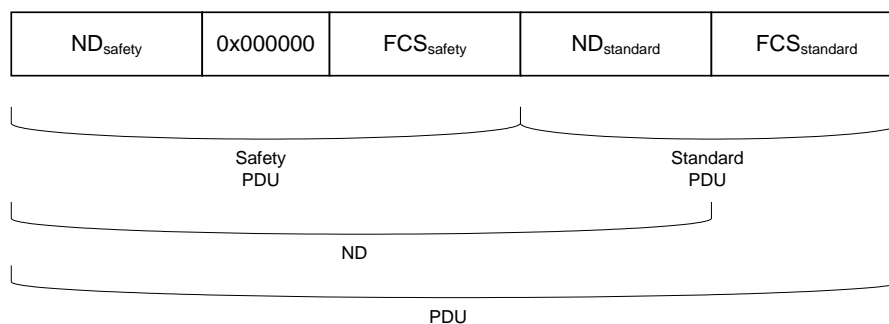 NDsafety 0x000000 FCSsafety NDstandard FCSstandard
Safety Standard
PDU PDU
ND
PDU